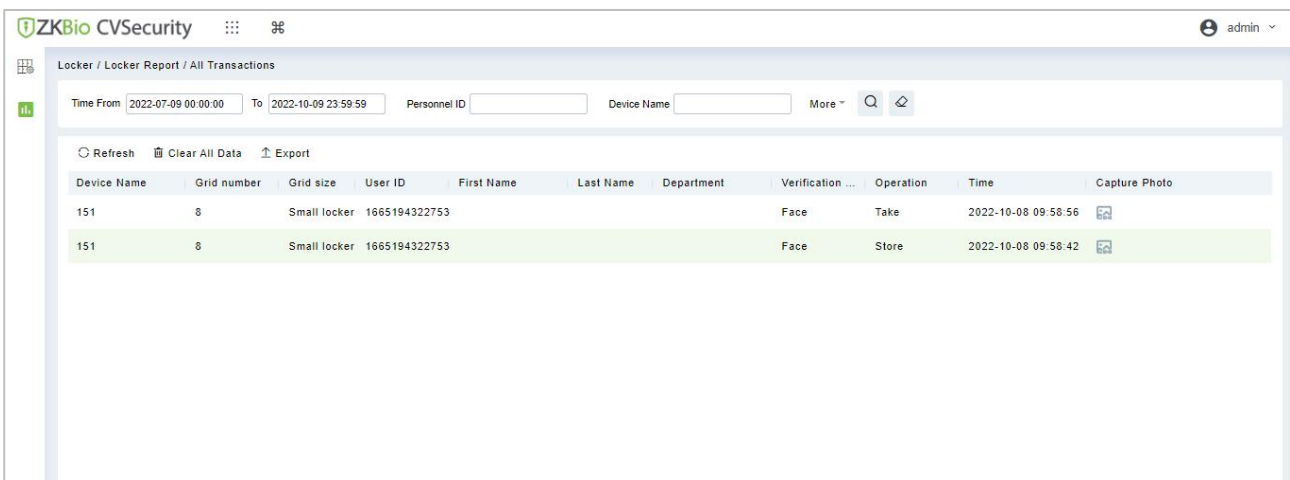 ZKBio CVSecurity admin
Locker / Locker Report / All Transactions
Time From 2022-07-09 00:00:00 To 2022-10-09 23:59:59 Personnel ID Device Name More
Refresh Clear All Data Export
Device Name Grid number Grid size User ID First Name Last Name Department Verification ... Operation Time Capture Photo
151 8 Small locker 1665194322753 Face Take 2022-10-08 09:58:56
151 8 Small locker 1665194322753 Face Store 2022-10-08 09:58:42